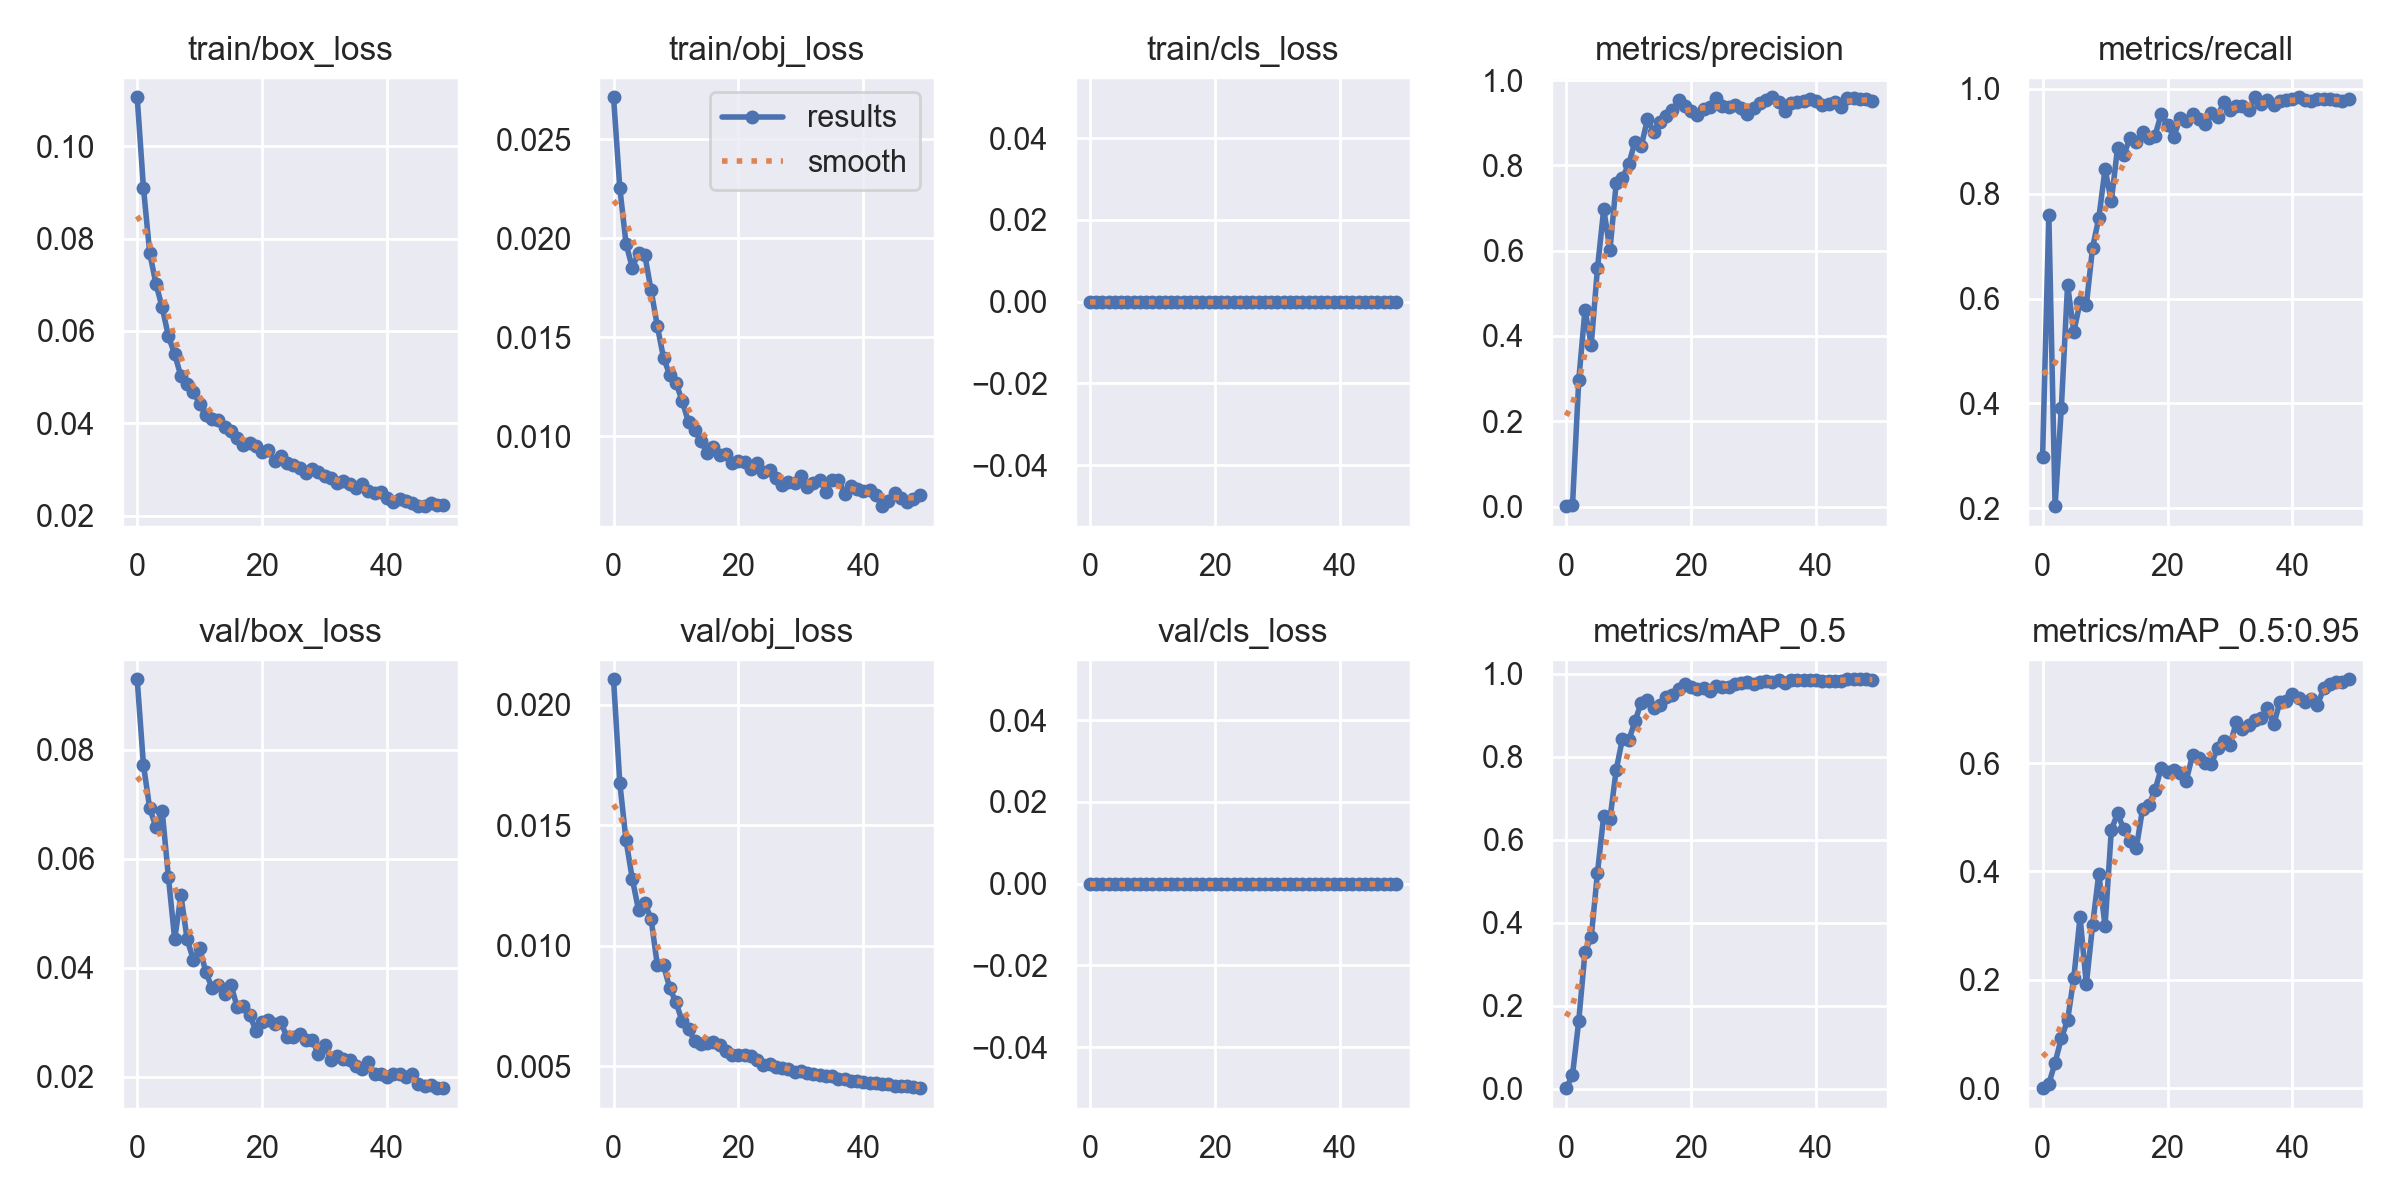 train/box_loss
0.10
0.08
0.06
0.04
0.02
0 20 40
train/obj_loss
results
smooth
0.025
0.020
0.015
0.010
0 20 40
train/cls_loss
0.04
0.02
0.00
−0.02
−0.04
0 20 40
metrics/precision
1.0
0.8
0.6
0.4
0.2
0.0
0 20 40
metrics/recall
1.0
0.8
0.6
0.4
0.2
0 20 40
val/box_loss
0.08
0.06
0.04
0.02
0 20 40
val/obj_loss
0.020
0.015
0.010
0.005
0 20 40
val/cls_loss
0.04
0.02
0.00
−0.02
−0.04
0 20 40
metrics/mAP_0.5
1.0
0.8
0.6
0.4
0.2
0.0
0 20 40
metrics/mAP_0.5:0.95
0.6
0.4
0.2
0.0
0 20 40